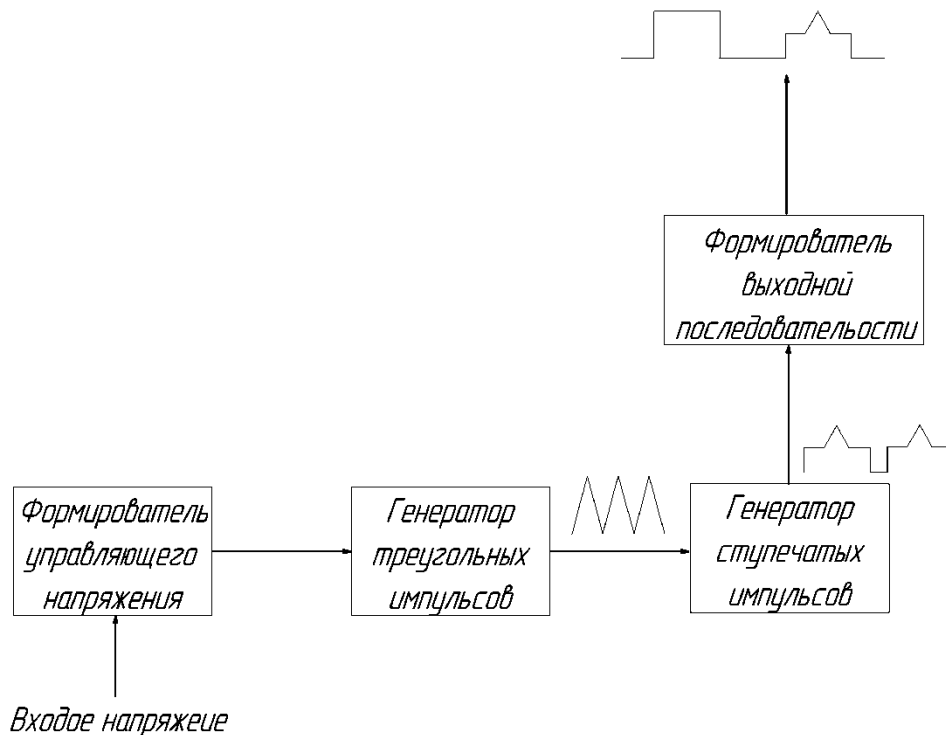 Формирователь
выходной
последовательости
Формирователь
управляющего
напряжения
Генератор
треугольных
импульсов
Генератор
ступечатых
импульсов
Входое напряжеие